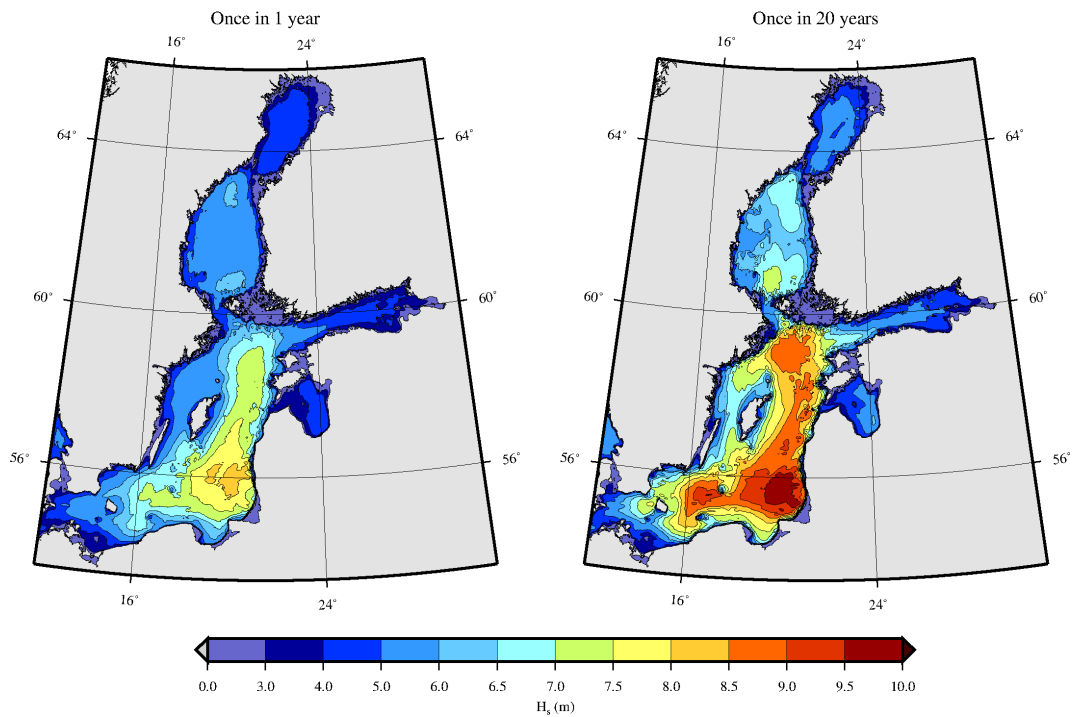 Once in 1 year
Once in 20 years
16˚ 24˚ 16˚ 24˚
64˚ 64˚ 64˚ 64˚
60˚ 60˚ 60˚ 60˚
56˚ 56˚ 56˚ 56˚
16˚ 24˚ 16˚ 24˚
0.0 3.0 4.0 5.0 6.0 6.5 7.0 7.5 8.0 8.5 9.0 9.5 10.0
Hs (m)